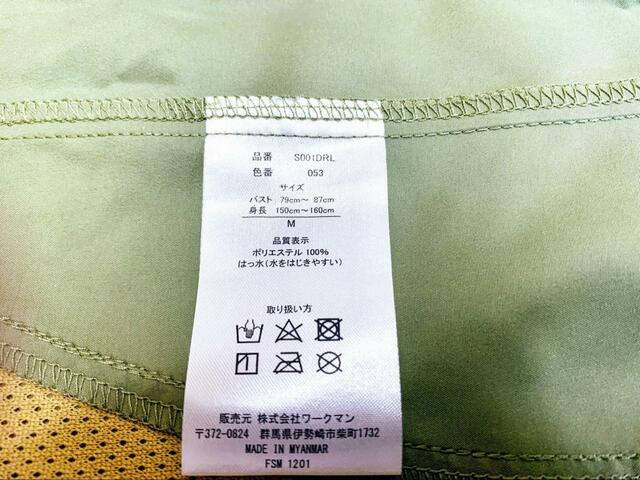 品番 S001DRL
色番 053
サイズ
バスト 79cm～ 87cm
身長 150cm～160cm
M
品質表示
ポリエステル 100%
はっ水(水をはじきやすい)
取り扱い方
販売元 株式会社ワークマン
〒372-0824 群馬県伊勢崎市柴町1732
MADE IN MYANMAR
FSM 1201